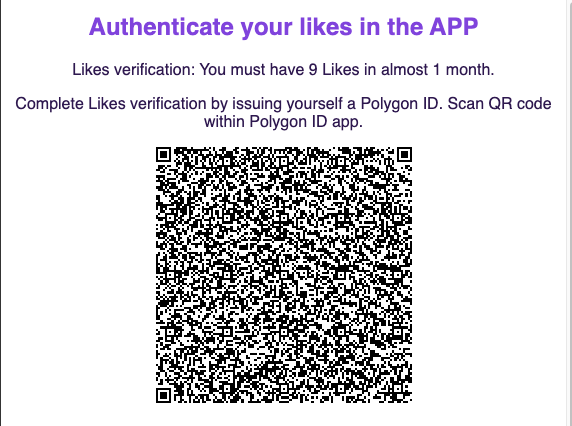 Authenticate your likes in the APP
Likes verification: You must have 9 Likes in almost 1 month.
Complete Likes verification by issuing yourself a Polygon ID. Scan QR code
within Polygon ID app.